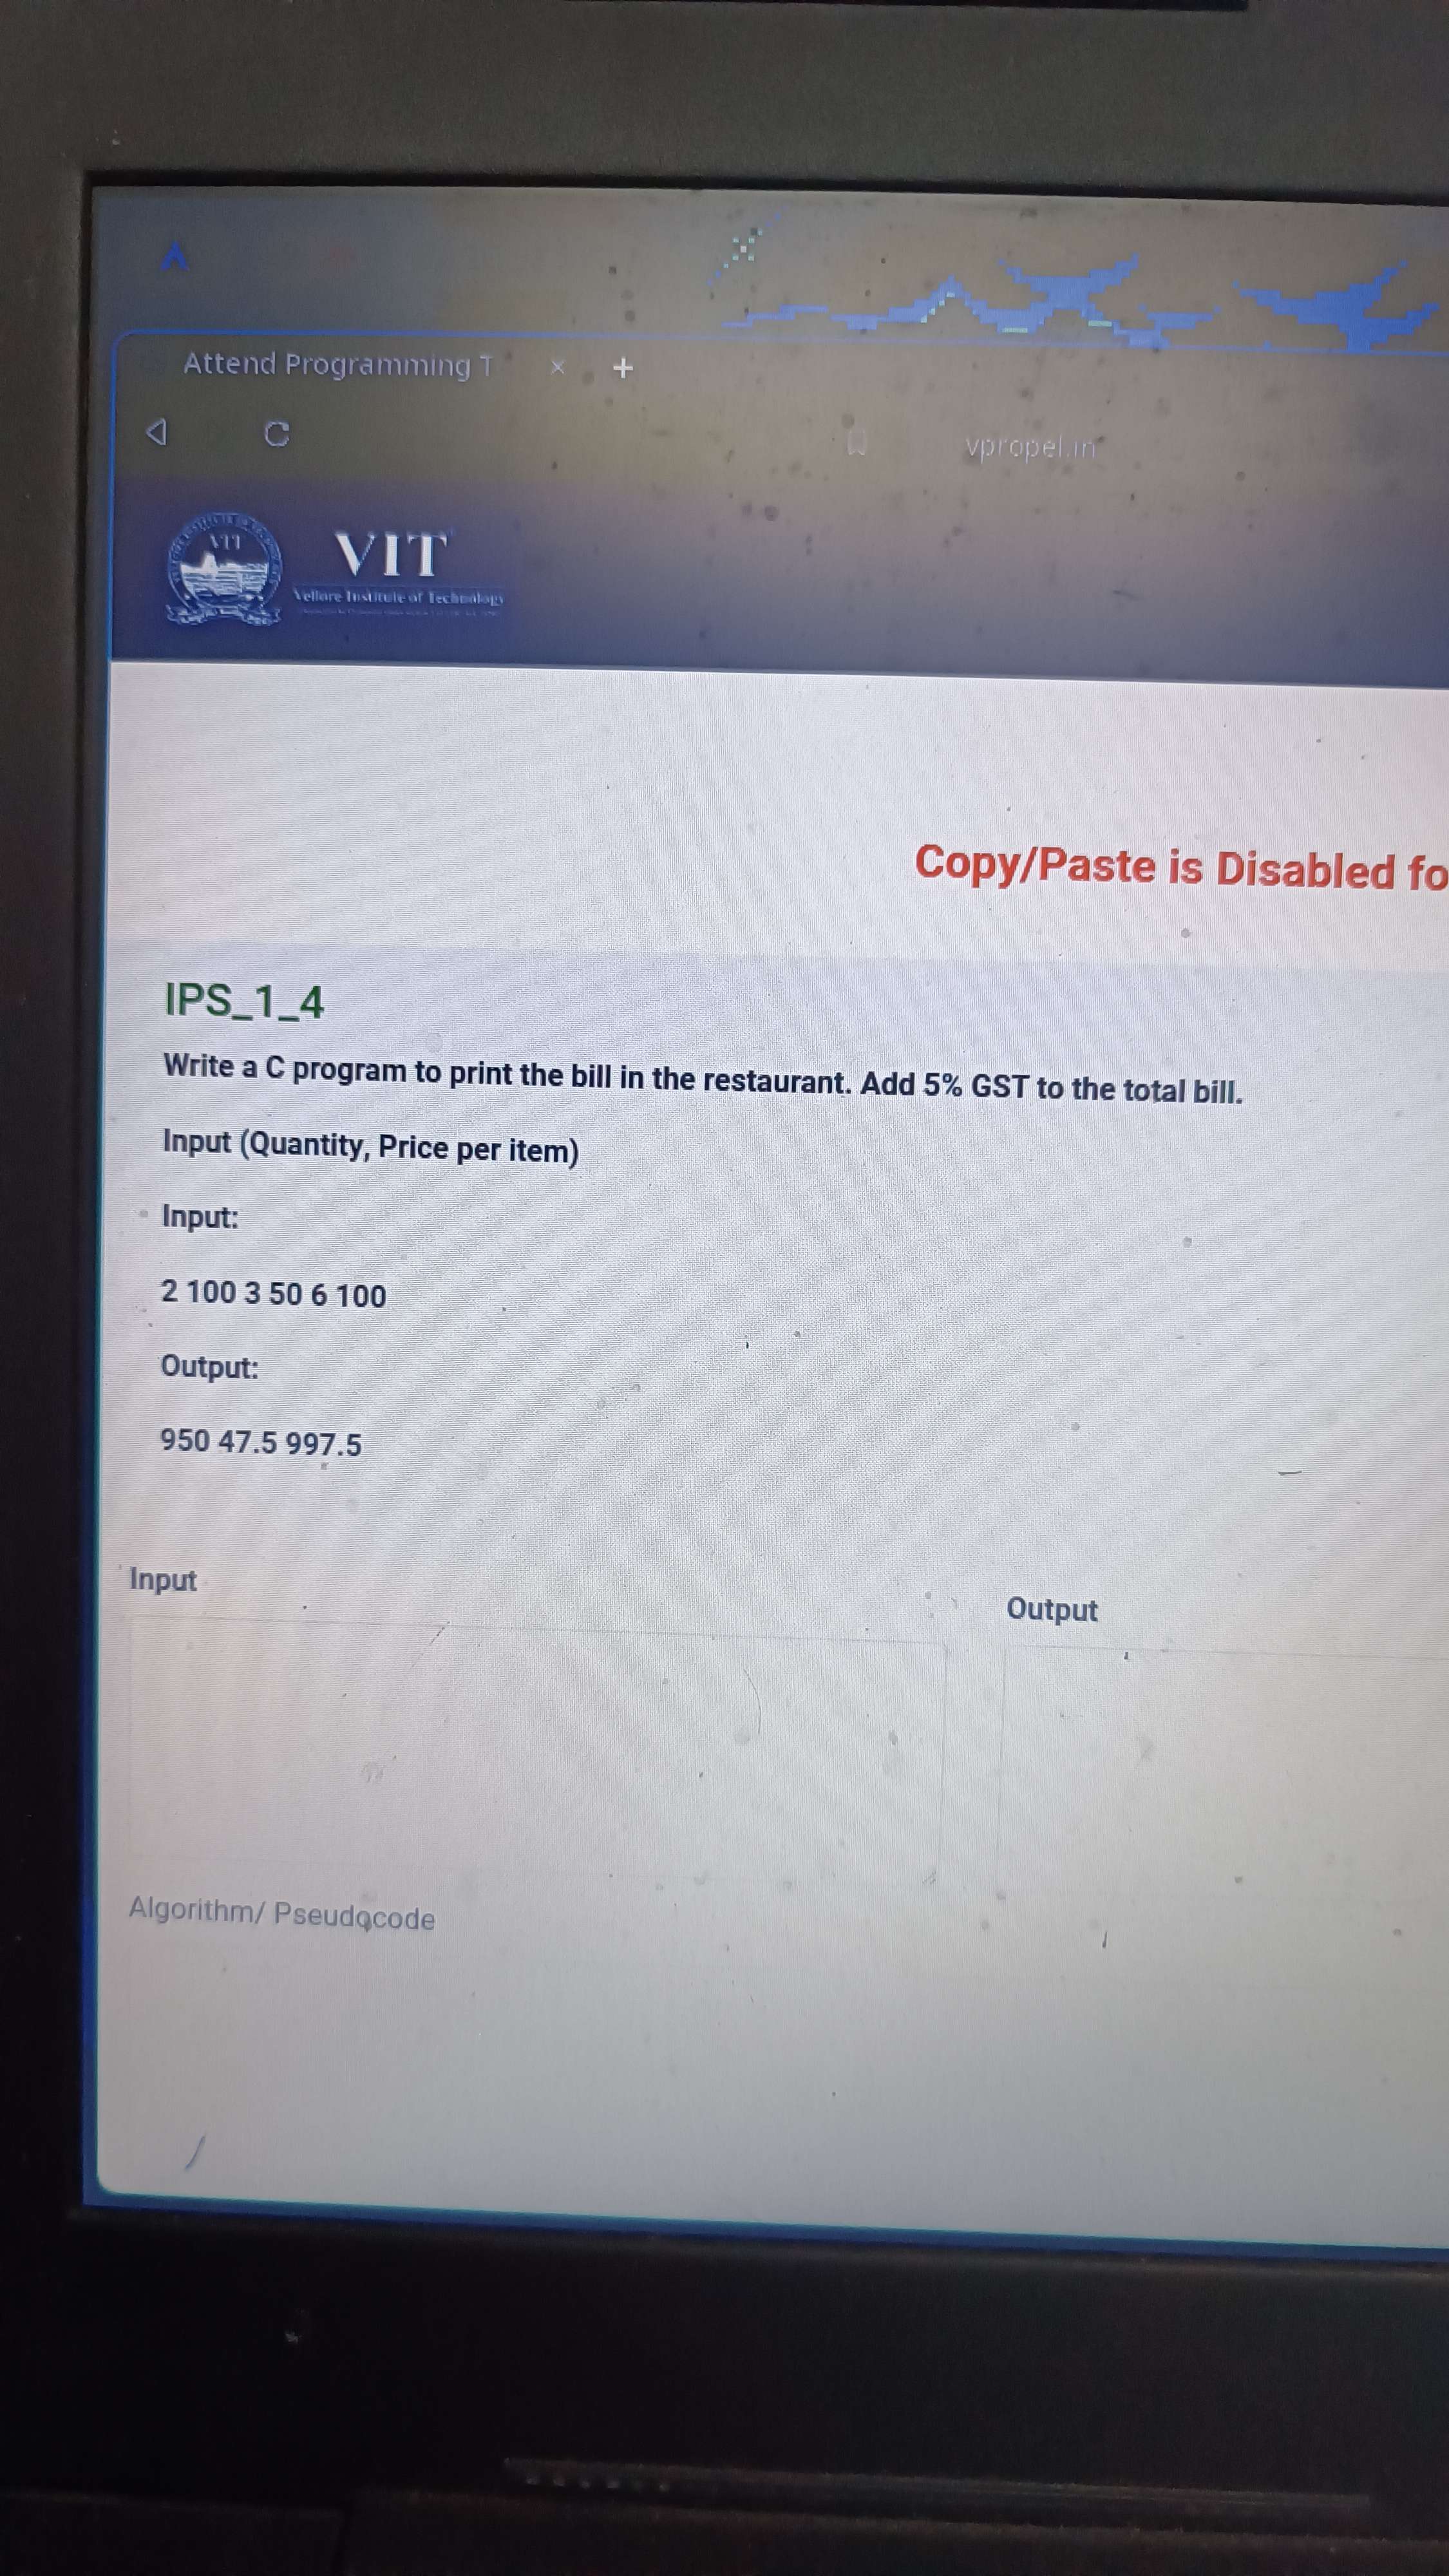 Attend Programming T
vpropel.in
VIT
VIT
Vellore Institute of Technology
Copy/Paste is Disabled fo
IPS_1_4
Write a C program to print the bill in the restaurant. Add 5% GST to the total bill.
Input (Quantity, Price per item)
Input:
2 100 3 50 6 100
Output:
950 47.5 997.5
Input
Output
Algorithm/ Pseudocode